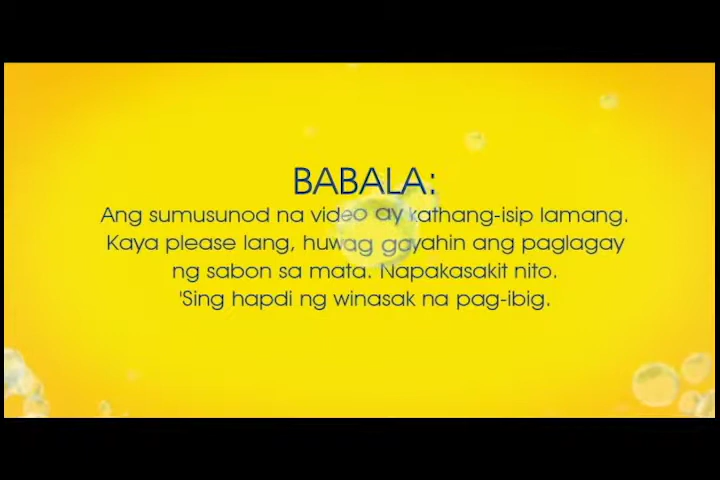 BABALA:
Ang sumusunod na video ay kathang-isip lamang.
Kaya please lang, huwag gayahin ang paglagay
ng sabon sa mata. Napakasakit nito.
'Sing hapdi ng winasak na pag-ibig.